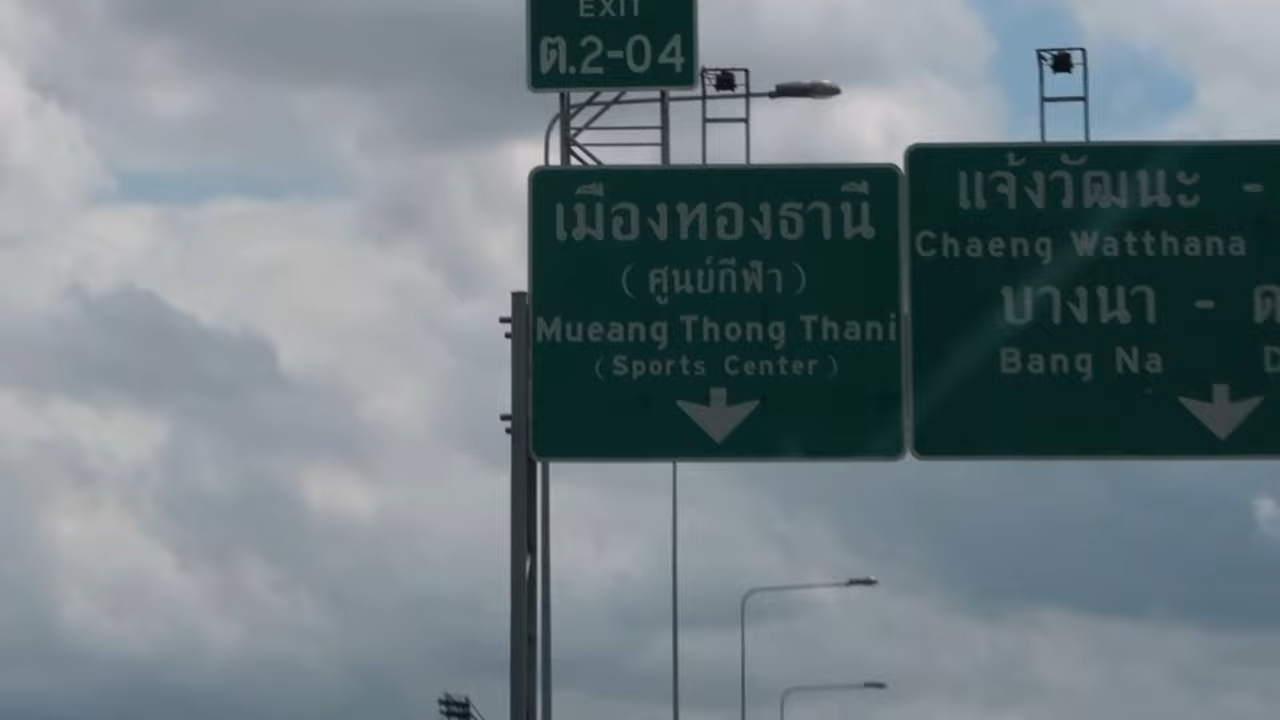 EXIT
ต.2-04
เมืองทองธานี
(ศูนย์กีฬา)
Mueang Thong Thani
(Sports Center)
แจ้งวัฒนะ -
Chaeng Watthana
บางนา -
Bang Na